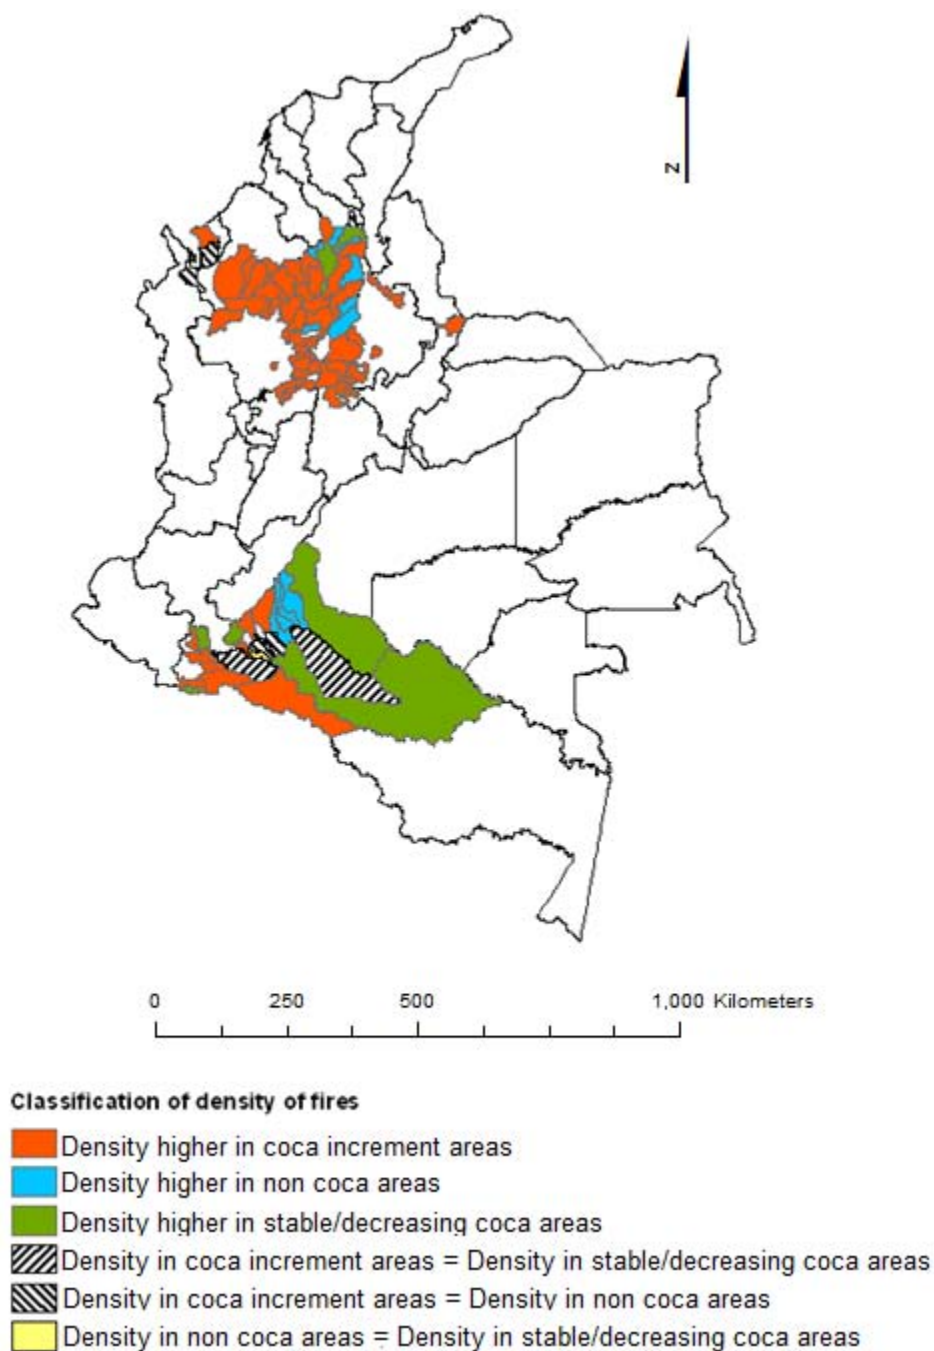 N
0 250 500 1,000 Kilometers
Classification of density of fires
Density higher in coca increment areas
Density higher in non coca areas
Density higher in stable/decreasing coca areas
Density in coca increment areas = Density in stable/decreasing coca areas
Density in coca increment areas = Density in non coca areas
Density in non coca areas = Density in stable/decreasing coca areas